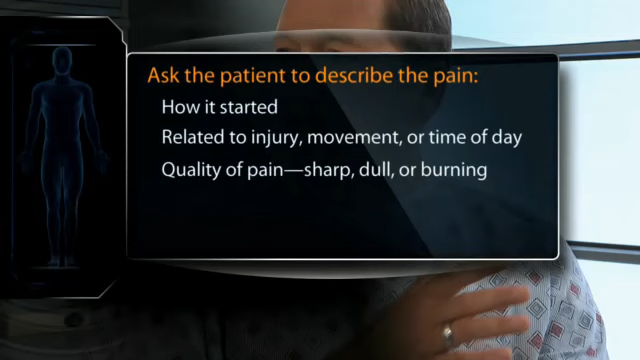 Ask the patient to describe the pain:
How it started
Related to injury, movement, or time of day
Quality of pain—sharp, dull, or burning